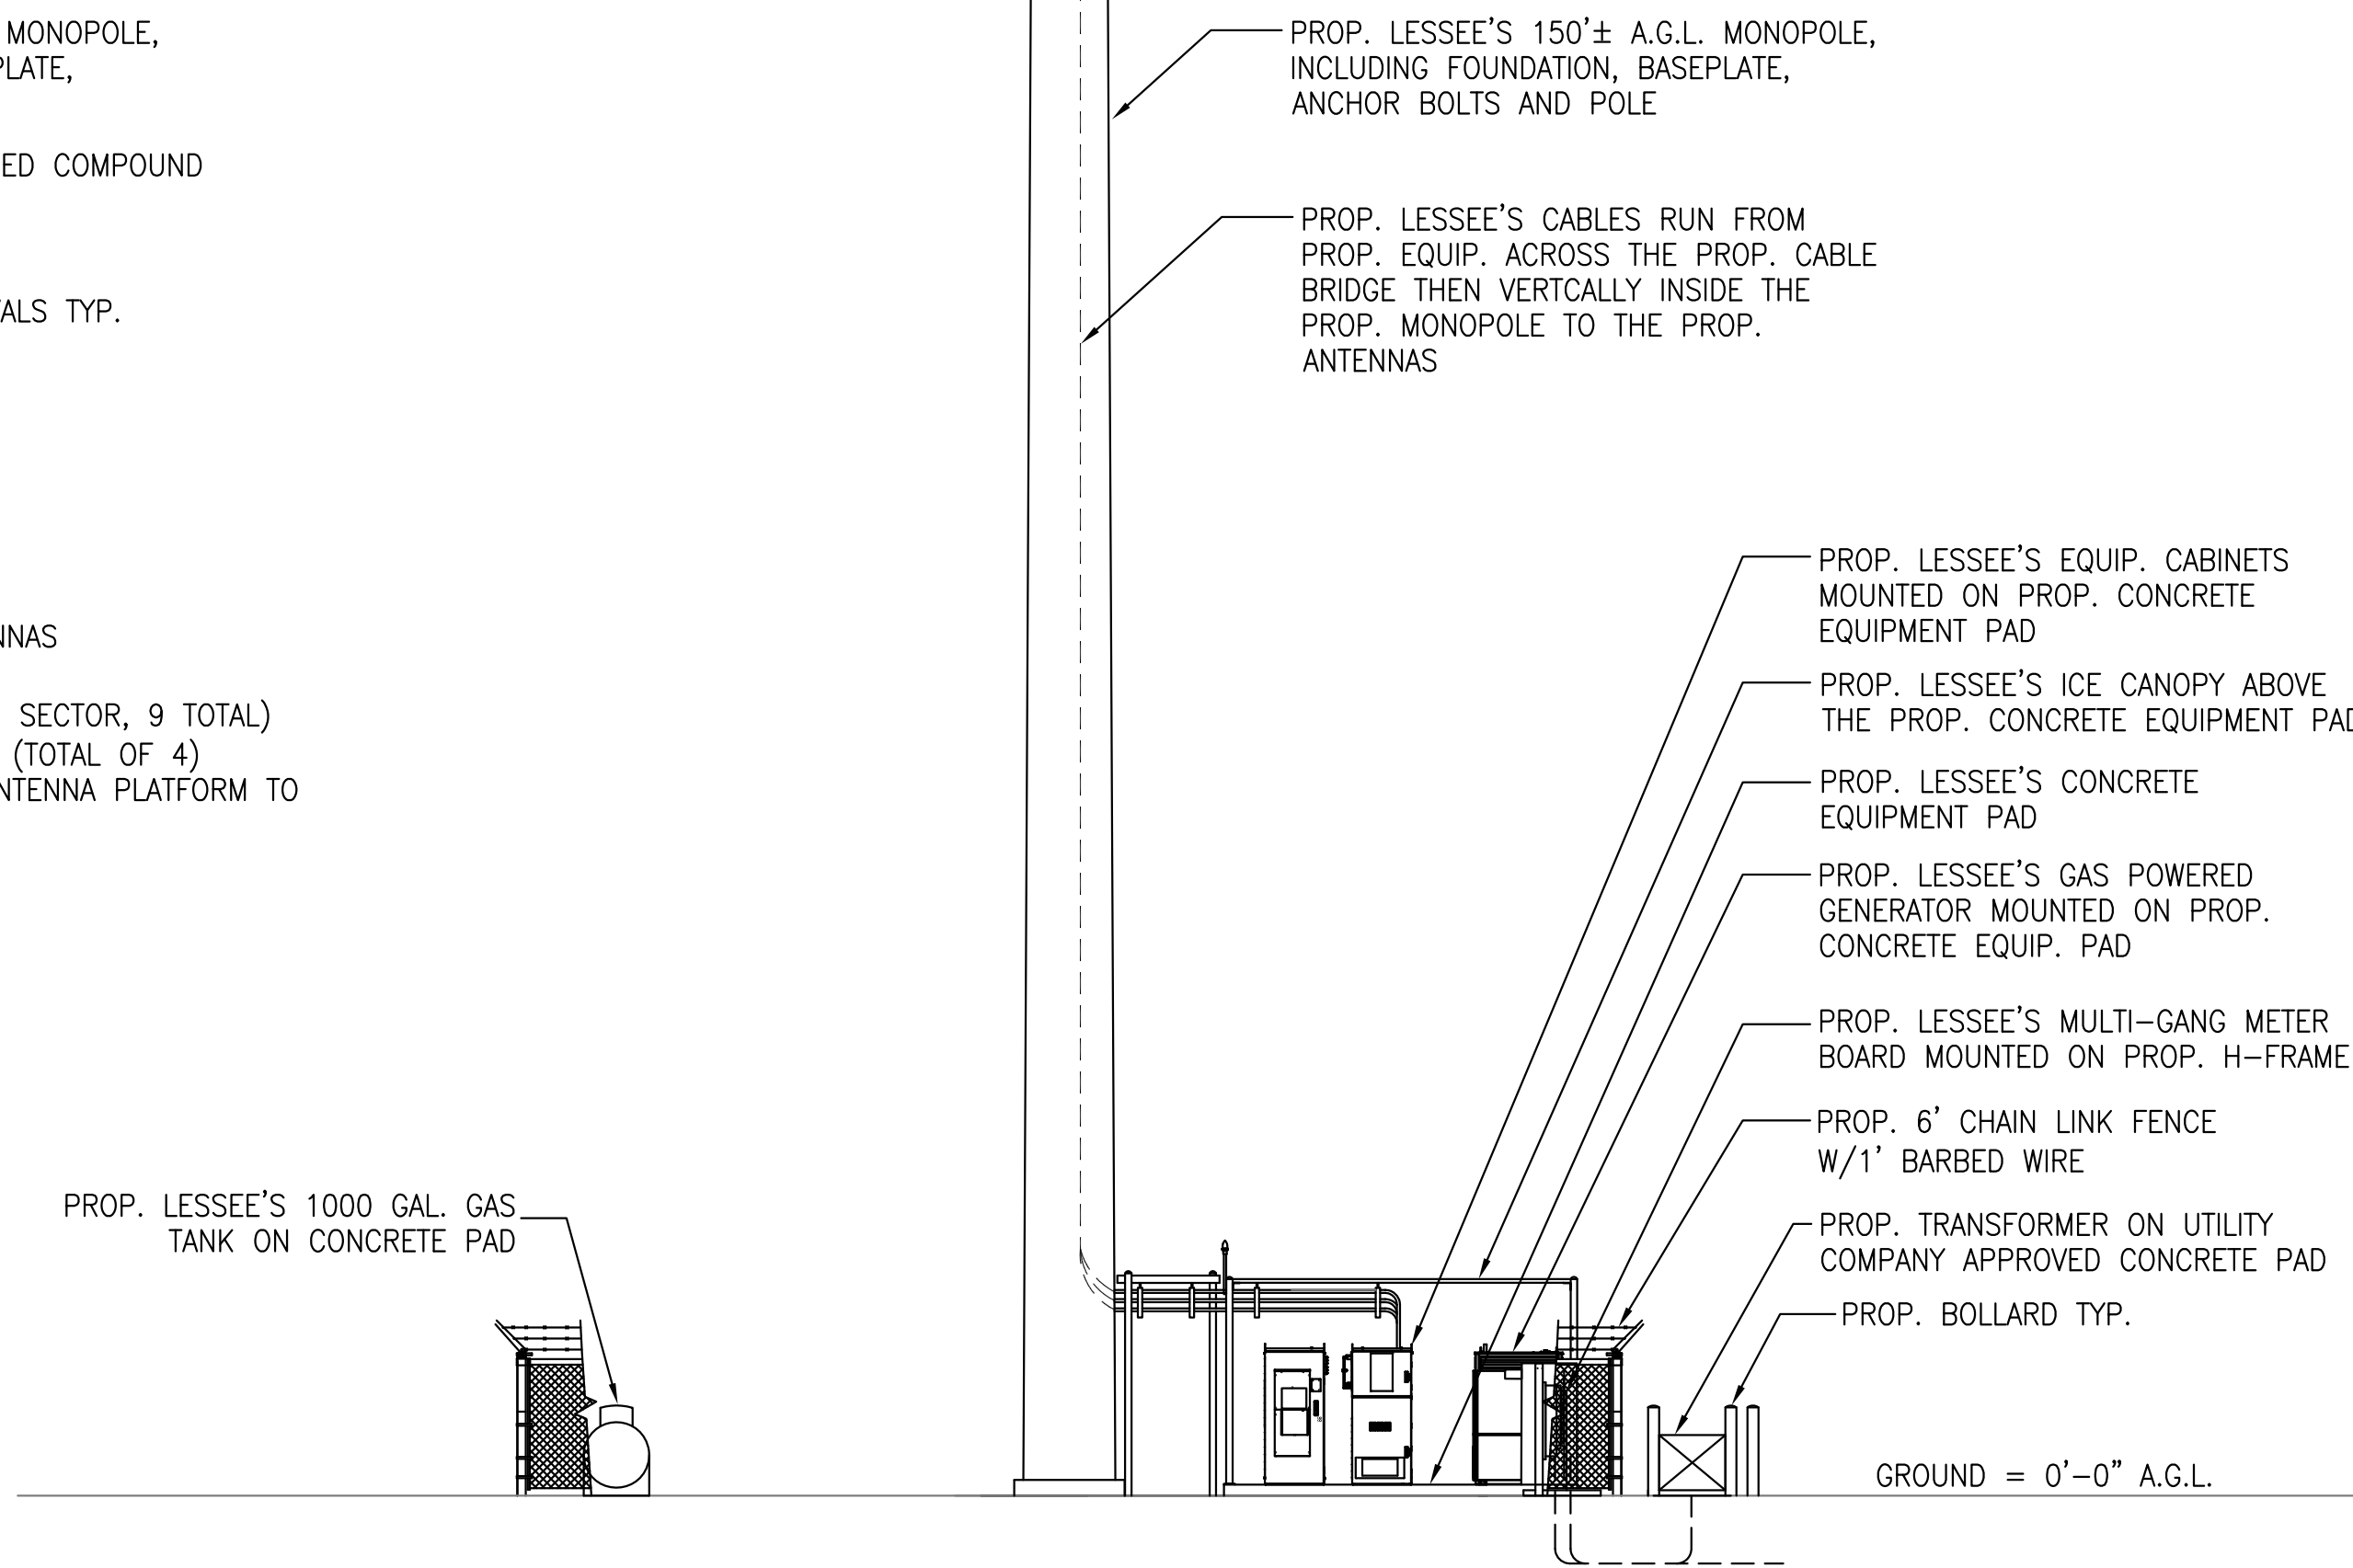 MONOPOLE,
PLATE,
ED COMPOUND
ALS TYP.
NNAS
SECTOR, 9 TOTAL)
(TOTAL OF 4)
NTENNA PLATFORM TO
PROP. LESSEE'S 1000 GAL. GAS
TANK ON CONCRETE PAD
PROP. LESSEE'S 150'± A.G.L. MONOPOLE,
INCLUDING FOUNDATION, BASEPLATE,
ANCHOR BOLTS AND POLE
PROP. LESSEE'S CABLES RUN FROM
PROP. EQUIP. ACROSS THE PROP. CABLE
BRIDGE THEN VERTCALLY INSIDE THE
PROP. MONOPOLE TO THE PROP.
ANTENNAS
PROP. LESSEE'S EQUIP. CABINETS
MOUNTED ON PROP. CONCRETE
EQUIPMENT PAD
PROP. LESSEE'S ICE CANOPY ABOVE
THE PROP. CONCRETE EQUIPMENT PAD
PROP. LESSEE'S CONCRETE
EQUIPMENT PAD
PROP. LESSEE'S GAS POWERED
GENERATOR MOUNTED ON PROP.
CONCRETE EQUIP. PAD
PROP. LESSEE'S MULTI-GANG METER
BOARD MOUNTED ON PROP. H-FRAME
PROP. 6' CHAIN LINK FENCE
W/1' BARBED WIRE
PROP. TRANSFORMER ON UTILITY
COMPANY APPROVED CONCRETE PAD
PROP. BOLLARD TYP.
GROUND = 0'-0" A.G.L.